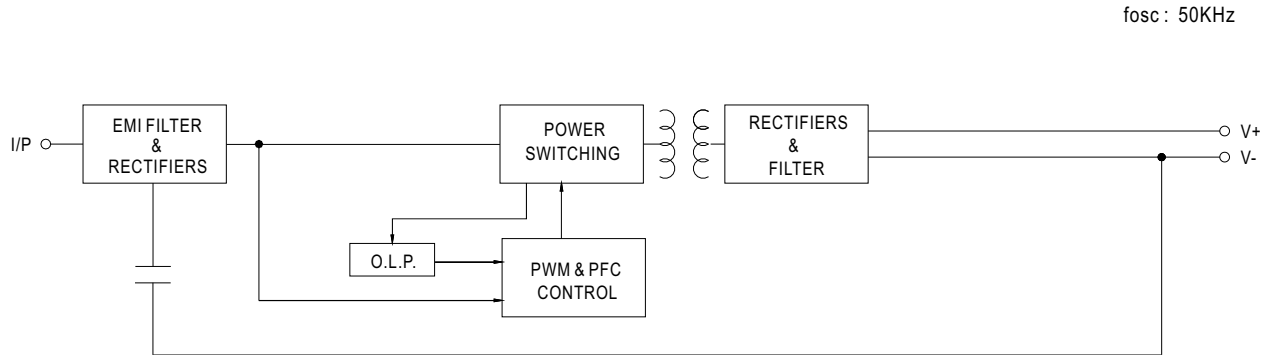 fosc : 50KHz
I/P
EMI FILTER
&
RECTIFIERS
POWER
SWITCHING
RECTIFIERS
&
FILTER
V+
V-
O.L.P.
PWM & PFC
CONTROL